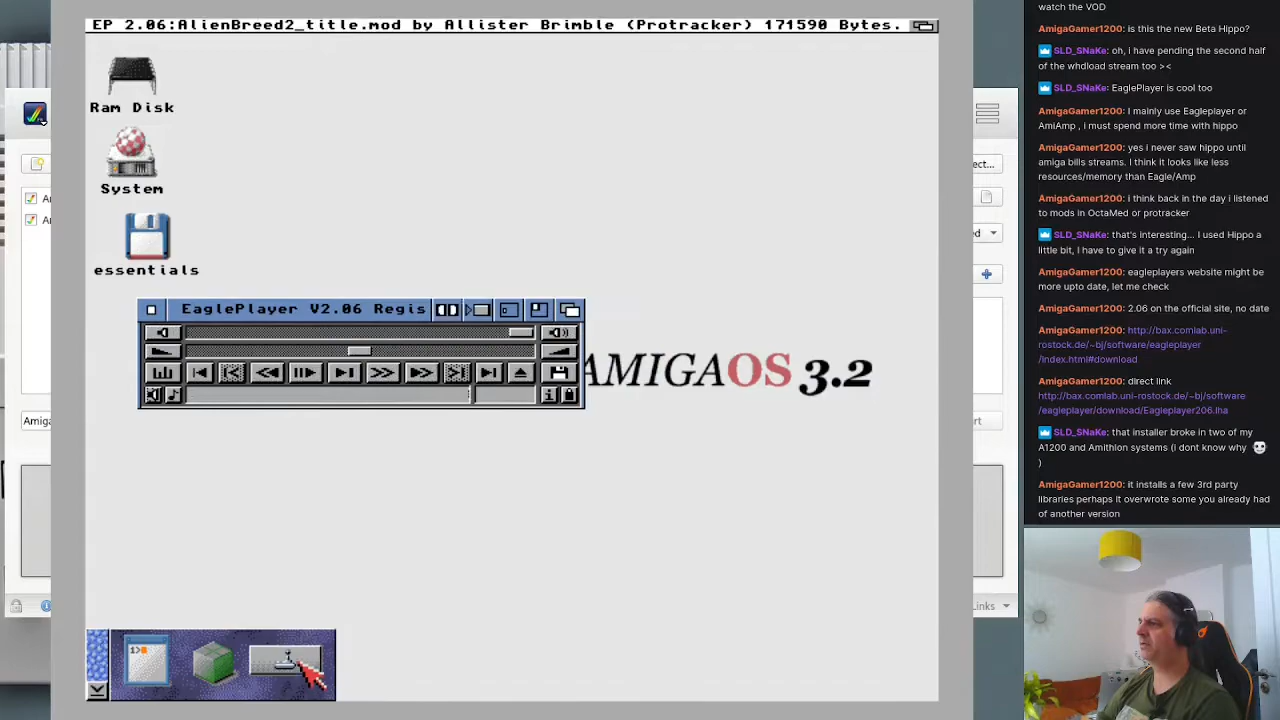 EP 2.06:AlienBreed2_title.mod by Allister Brimble (Protracker) 171590 Bytes.
Ram Disk
System
essentials
EaglePlayer V2.06 Regis
AMIGAOS 3.2
1>
Amiga
ect...
ed
rt
Links
watch the VOD
AmigaGamer1200: is this the new Beta Hippo?
SLD_SNaKe: oh, i have pending the second half
of the whdload stream too ><
SLD_SNaKe: EaglePlayer is cool too
AmigaGamer1200: I mainly use Eagleplayer or
AmiAmp , i must spend more time with hippo
AmigaGamer1200: yes i never saw hippo until
amiga bills streams. I think it looks like less
resources/memory than Eagle/Amp
AmigaGamer1200: i think back in the day i listened
to mods in OctaMed or protracker
SLD_SNaKe: that's interesting... I used Hippo a
little bit, I have to give it a try again
AmigaGamer1200: eagleplayers website might be
more upto date, let me check
AmigaGamer1200: 2.06 on the official site, no date
AmigaGamer1200: http://bax.comlab.uni-
rostock.de/~bj/software/eagleplayer
/index.html#download
AmigaGamer1200: direct link
http://bax.comlab.uni-rostock.de/~bj/software
/eagleplayer/download/Eagleplayer206.lha
SLD_SNaKe: that installer broke in two of my
A1200 and Amithlon systems (i dont know why
)
AmigaGamer1200: it installs a few 3rd party
libraries perhaps it overwrote some you already had
of another version